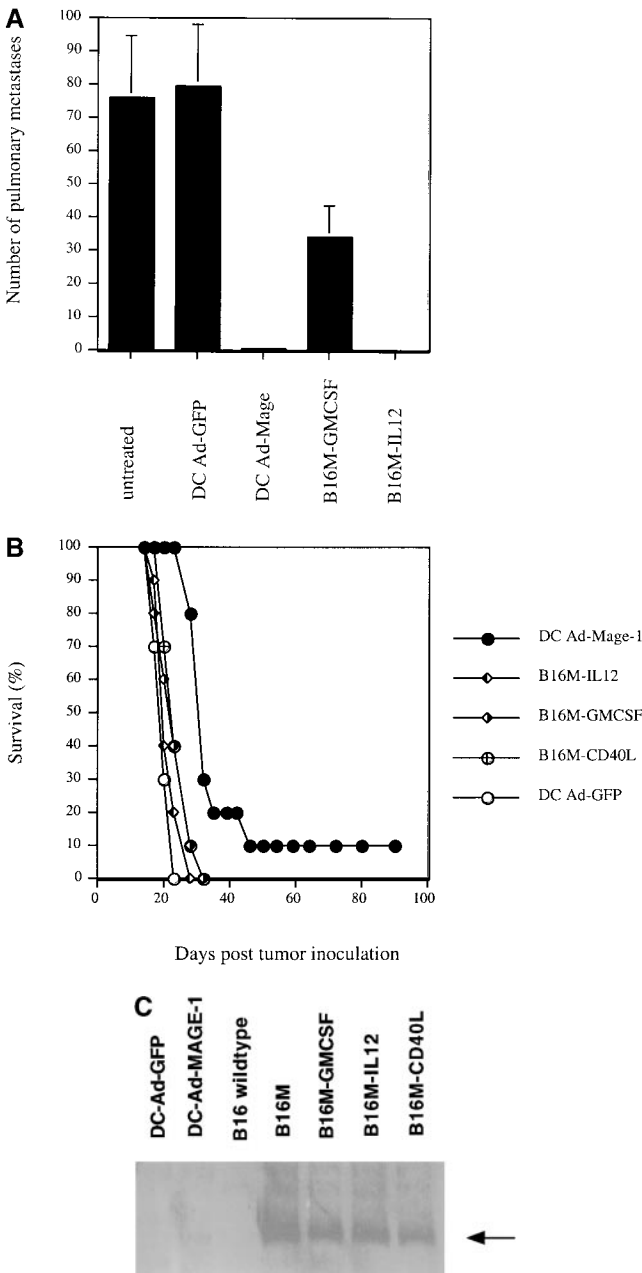 A
Number of pulmonary metastases
100
90
80
70
60
50
40
30
20
10
0
untreated
DC Ad-GFP
DC Ad-Mage
B16M-GMCSF
B16M-IL12
B
Survival (%)
100
90
80
70
60
50
40
30
20
10
0
0 20 40 60 80 100
Days post tumor inoculation
DC Ad-Mage-1
B16M-IL12
B16M-GMCSF
B16M-CD40L
DC Ad-GFP
C
DC-Ad-GFP
DC-Ad-MAGE-1
B16 wildtype
B16M
B16M-GMCSF
B16M-IL12
B16M-CD40L